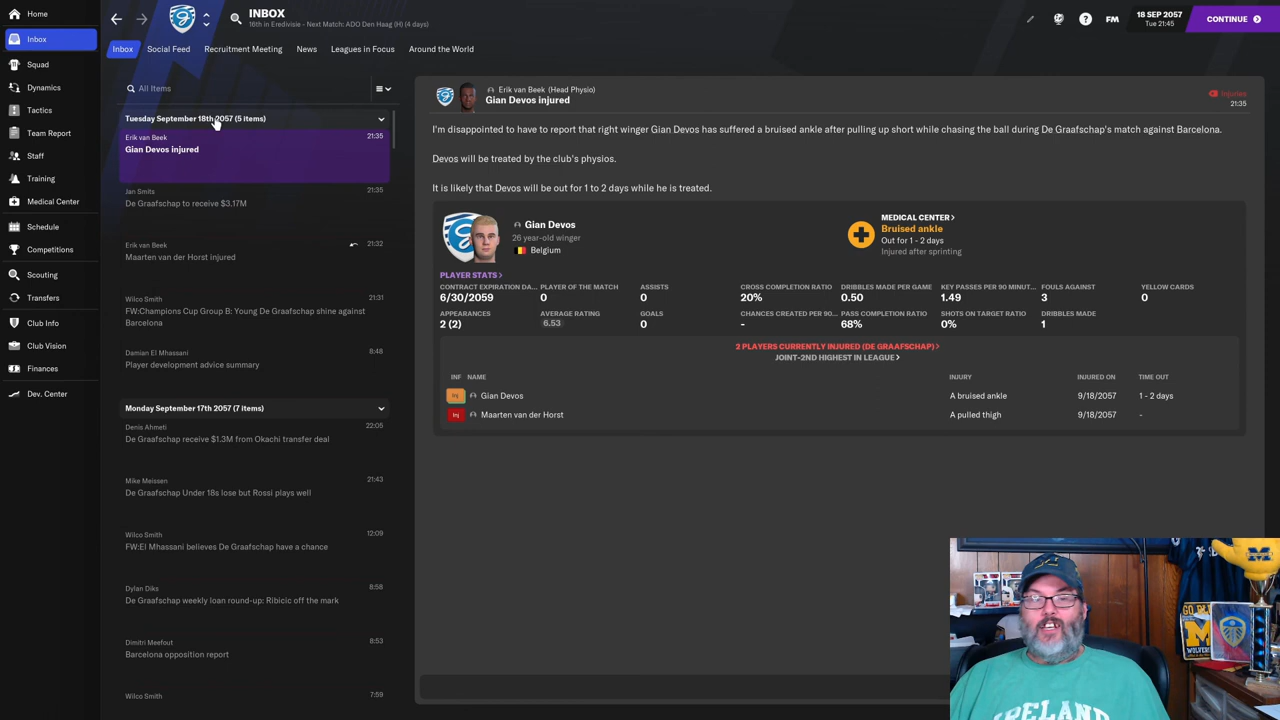 Home
Inbox
Squad
Dynamics
Tactics
Team Report
Staff
Training
Medical Center
Schedule
Competitions
Scouting
Transfers
Club Info
Club Vision
Finances
Dev. Center
INBOX
16th in Eredivisie - Next Match: ADO Den Haag (H) (4 days)
FM
18 SEP 2057
Tue 21:45
CONTINUE
Inbox Social Feed Recruitment Meeting News Leagues in Focus Around the World
All Items
Tuesday September 18th 2057 (5 items)
Erik van Beek 21:35
Gian Devos injured
Jan Smits 21:35
De Graafschap to receive $3.17M
Erik van Beek 21:32
Maarten van der Horst injured
Wilco Smith 21:31
FW:Champions Cup Group B: Young De Graafschap shine against
Barcelona
Damian El Mhassani 8:48
Player development advice summary
Monday September 17th 2057 (7 items)
Denis Ahmeti 22:05
De Graafschap receive $1.3M from Okachi transfer deal
Mike Meissen 21:43
De Graafschap Under 18s lose but Rossi plays well
Wilco Smith 12:09
FW:El Mhassani believes De Graafschap have a chance
Dylan Diks 8:58
De Graafschap weekly loan round-up: Ribicic off the mark
Dimitri Meefout 8:53
Barcelona opposition report
Wilco Smith 7:59
Erik van Beek (Head Physio)
Gian Devos injured
Injuries
21:35
I'm disappointed to have to report that right winger Gian Devos has suffered a bruised ankle after pulling up short while chasing the ball during De Graafschap's match against Barcelona.
Devos will be treated by the club's physios.
It is likely that Devos will be out for 1 to 2 days while he is treated.
Gian Devos
26 year-old winger
Belgium
MEDICAL CENTER >
Bruised ankle
Out for 1 - 2 days
Injured after sprinting
PLAYER STATS >
CONTRACT EXPIRATION DA... PLAYER OF THE MATCH ASSISTS CROSS COMPLETION RATIO DRIBBLES MADE PER GAME KEY PASSES PER 90 MINUT... FOULS AGAINST YELLOW CARDS
6/30/2059 0 0 20% 0.50 1.49 3 0
APPEARANCES AVERAGE RATING GOALS CHANCES CREATED PER 90... PASS COMPLETION RATIO SHOTS ON TARGET RATIO DRIBBLES MADE
2 (2) 6.53 0 - 68% 0% 1
2 PLAYERS CURRENTLY INJURED (DE GRAAFSCHAP) >
JOINT-2ND HIGHEST IN LEAGUE >
INF NAME INJURY INJURED ON TIME OUT
Inj Gian Devos A bruised ankle 9/18/2057 1 - 2 days
Inj Maarten van der Horst A pulled thigh 9/18/2057 -
M
GO BLUE
M
WOLVERINES
IRELAND